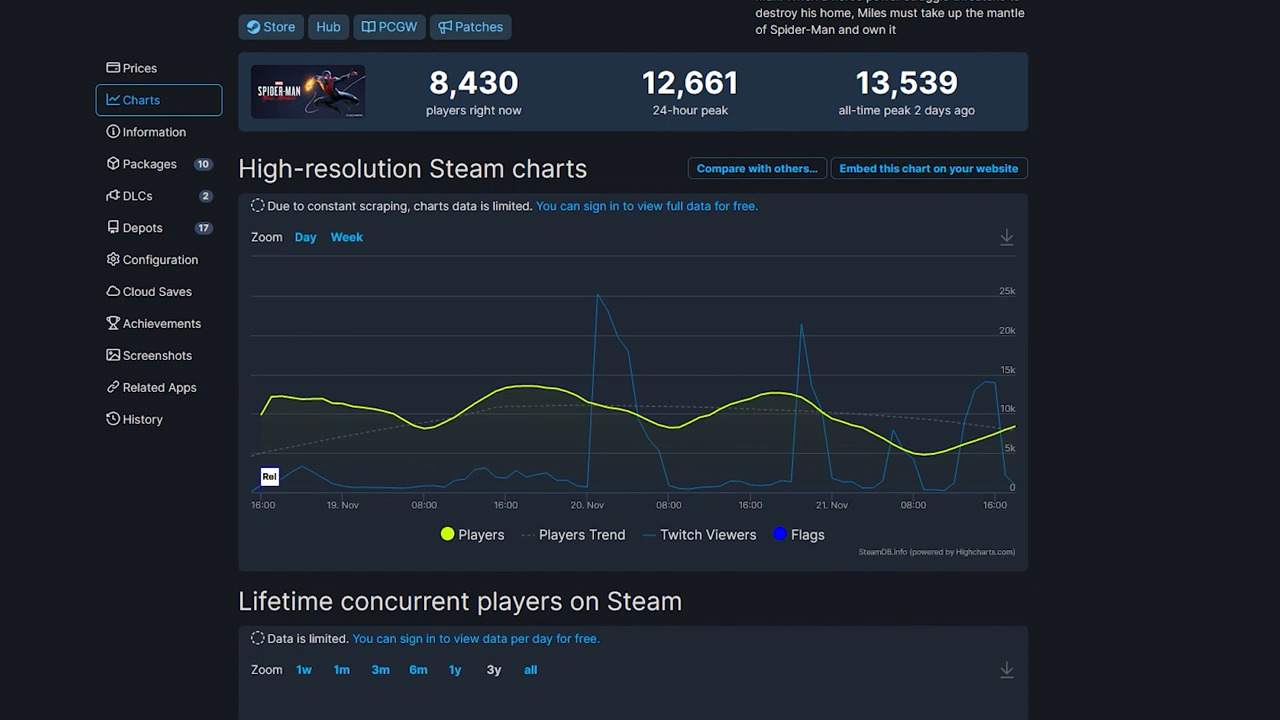 destroy his home, Miles must take up the mantle
of Spider-Man and own it
Store
Hub
PCGW
Patches
Prices
Charts
Information
Packages 10
DLCs 2
Depots 17
Configuration
Cloud Saves
Achievements
Screenshots
Related Apps
History
MARVEL
SPIDER-MAN
8,430
players right now
12,661
24-hour peak
13,539
all-time peak 2 days ago
High-resolution Steam charts
Compare with others...
Embed this chart on your website
Due to constant scraping, charts data is limited. You can sign in to view full data for free.
Zoom Day Week
25k
20k
15k
10k
5k
0
Rel
16:00 19. Nov 08:00 16:00 20. Nov 08:00 16:00 21. Nov 08:00 16:00
Players Players Trend Twitch Viewers Flags
SteamDB.info (powered by Highcharts.com)
Lifetime concurrent players on Steam
Data is limited. You can sign in to view data per day for free.
Zoom 1w 1m 3m 6m 1y 3y all